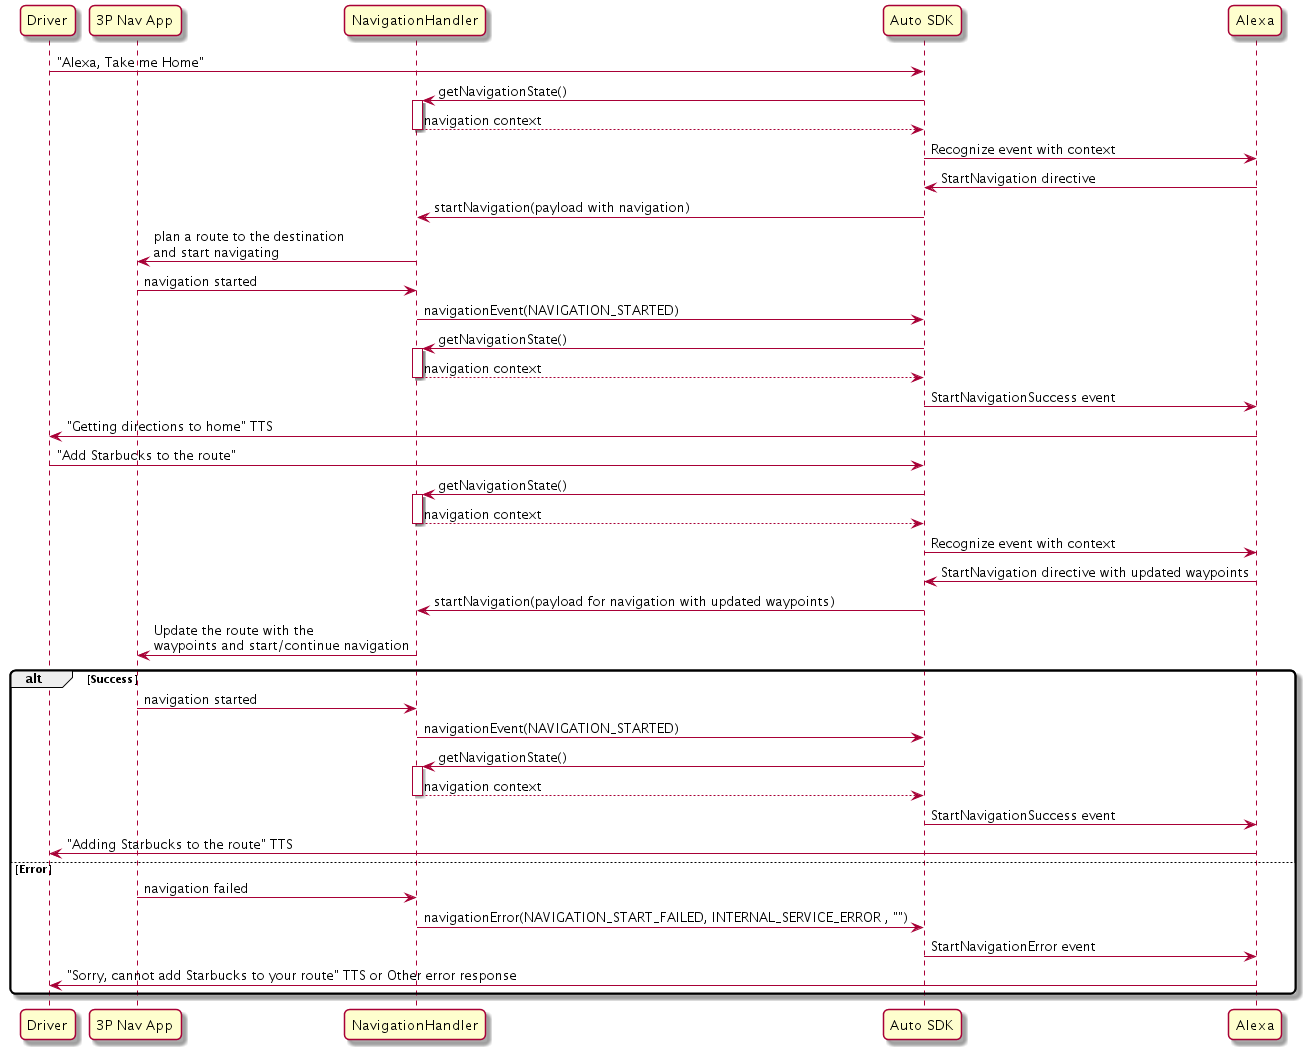 Driver
3P Nav App
NavigationHandler
Auto SDK
Alexa
"Alexa, Take me Home"
getNavigationState()
navigation context
Recognize event with context
StartNavigation directive
startNavigation(payload with navigation)
plan a route to the destination
and start navigating
navigation started
navigationEvent(NAVIGATION_STARTED)
getNavigationState()
navigation context
StartNavigationSuccess event
"Getting directions to home" TTS
"Add Starbucks to the route"
getNavigationState()
navigation context
Recognize event with context
StartNavigation directive with updated waypoints
startNavigation(payload for navigation with updated waypoints)
Update the route with the
waypoints and start/continue navigation
alt [Success]
navigation started
navigationEvent(NAVIGATION_STARTED)
getNavigationState()
navigation context
StartNavigationSuccess event
"Adding Starbucks to the route" TTS
[Error]
navigation failed
navigationError(NAVIGATION_START_FAILED, INTERNAL_SERVICE_ERROR , "")
StartNavigationError event
"Sorry, cannot add Starbucks to your route" TTS or Other error response
Driver
3P Nav App
NavigationHandler
Auto SDK
Alexa